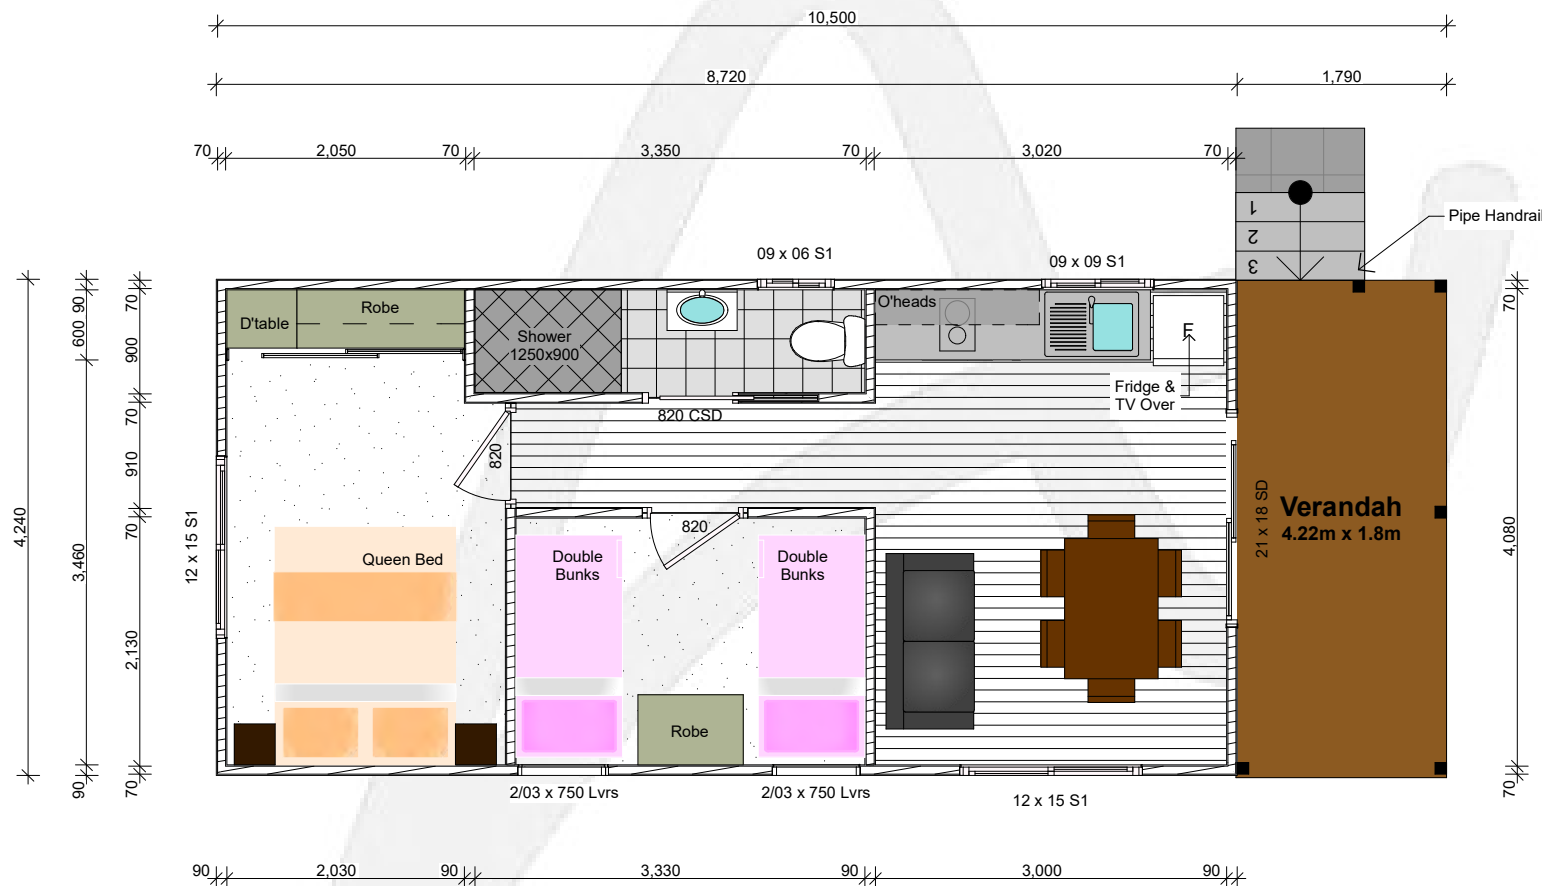 10,500
8,720
1,790
70
2,050
70
3,350
70
3,020
70
1
2
3
Pipe Handrail
09 x 06 S1
09 x 09 S1
4,240
90
600
3,460
90
70
900
70
910
70
2,130
70
12 x 15 S1
D'table
Robe
Shower
1250x900
O'heads
F
Fridge &
TV Over
820 CSD
820
820
Queen Bed
Double
Bunks
Double
Bunks
Robe
21 x 18 SD
Verandah
4.22m x 1.8m
70
4,080
70
2/03 x 750 Lvrs
2/03 x 750 Lvrs
12 x 15 S1
90
2,030
90
3,330
90
3,000
90